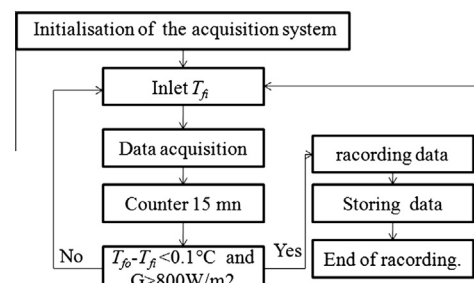 Initialisation of the acquisition system
Inlet Tfi
Data acquisition
Counter 15 mn
Tfo-Tfi<0.1°C and
G>800W/m2
No
Yes
racording data
Storing data
End of racording.